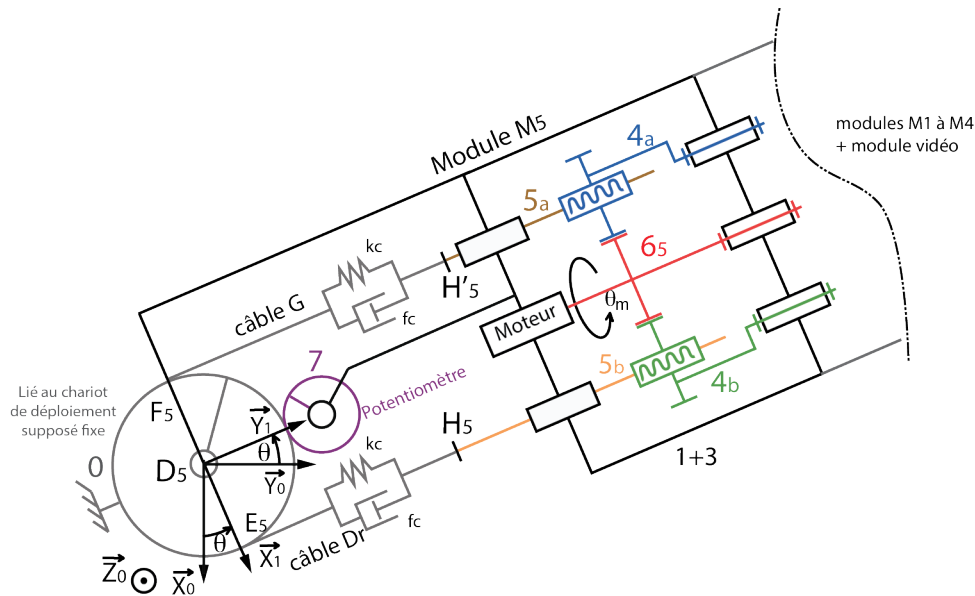 Module M5
modules M1 à M4
+ module vidéo
4a
5a
kc
65
H'5
fc
câble G
θm
Moteur
7
Potentiomètre
5b
4b
Lié au chariot
de déploiement
supposé fixe
F5
Y1
H5
θ
kc
1+3
0
D5
Y0
E5
fc
θ
câble Dr
X1
Z0
X0